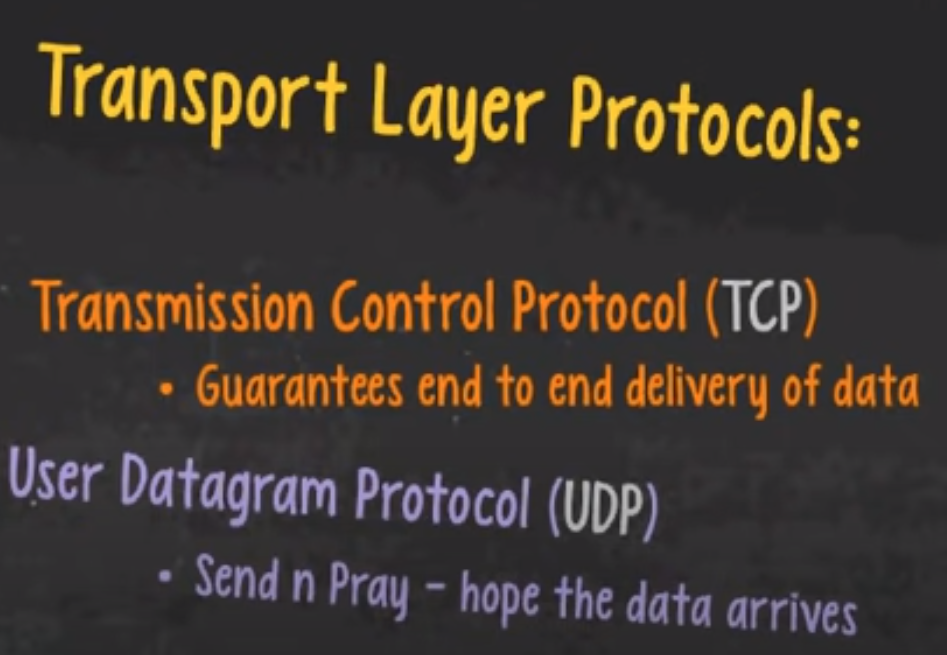 Transport Layer Protocols:
Transmission Control Protocol (TCP)
• Guarantees end to end delivery of data
User Datagram Protocol (UDP)
• Send n Pray - hope the data arrives